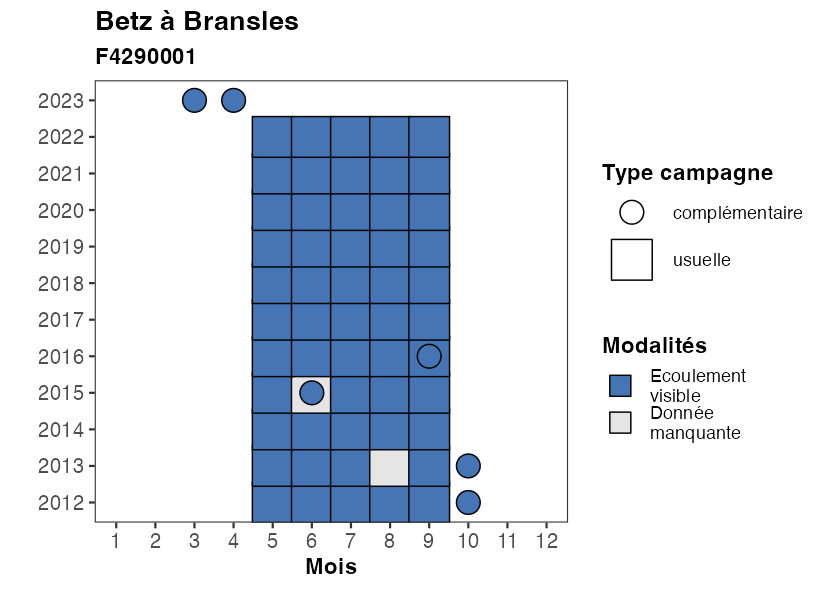 Betz à Bransles
F4290001
2023
2022
2021
2020
2019
2018
2017
2016
2015
2014
2013
2012
1 2 3 4 5 6 7 8 9 10 11 12
Mois
Type campagne
complémentaire
usuelle
Modalités
Ecoulement
visible
Donnée
manquante